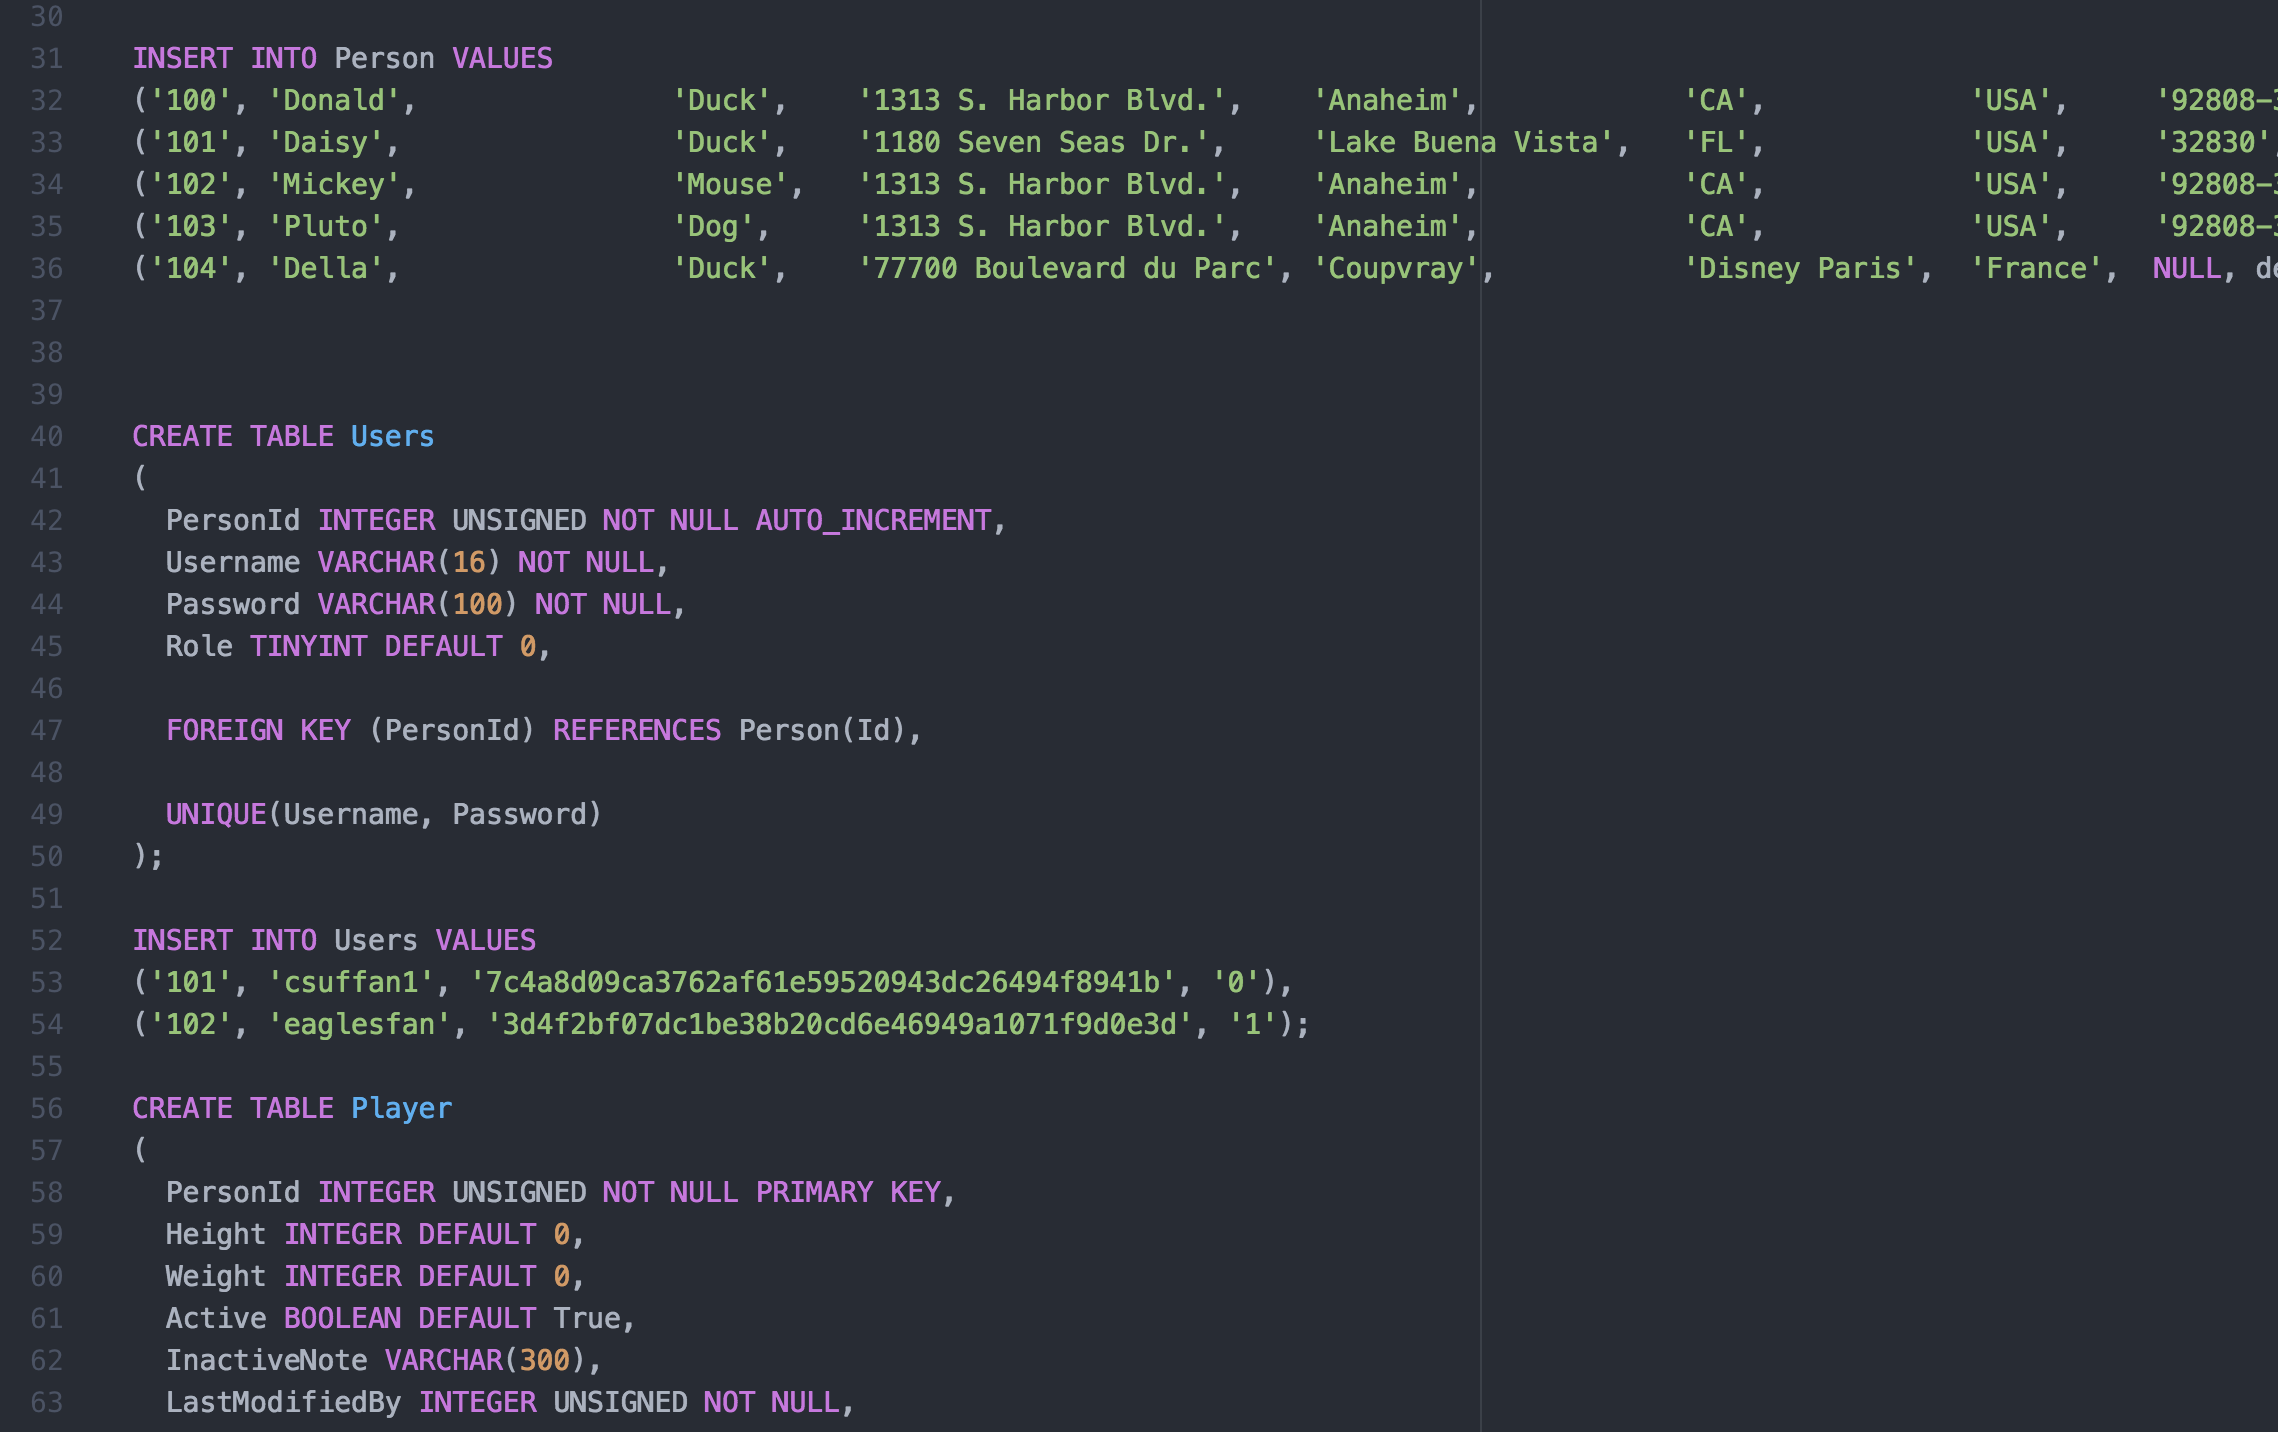 30
31 INSERT INTO Person VALUES
32 ('100', 'Donald', 'Duck', '1313 S. Harbor Blvd.', 'Anaheim', 'CA', 'USA', '92808-3
33 ('101', 'Daisy', 'Duck', '1180 Seven Seas Dr.', 'Lake Buena Vista', 'FL', 'USA', '32830',
34 ('102', 'Mickey', 'Mouse', '1313 S. Harbor Blvd.', 'Anaheim', 'CA', 'USA', '92808-3
35 ('103', 'Pluto', 'Dog', '1313 S. Harbor Blvd.', 'Anaheim', 'CA', 'USA', '92808-3
36 ('104', 'Della', 'Duck', '77700 Boulevard du Parc', 'Coupvray', 'Disney Paris', 'France', NULL, de
37
38
39
40 CREATE TABLE Users
41 (
42 PersonId INTEGER UNSIGNED NOT NULL AUTO_INCREMENT,
43 Username VARCHAR(16) NOT NULL,
44 Password VARCHAR(100) NOT NULL,
45 Role TINYINT DEFAULT 0,
46
47 FOREIGN KEY (PersonId) REFERENCES Person(Id),
48
49 UNIQUE(Username, Password)
50 );
51
52 INSERT INTO Users VALUES
53 ('101', 'csuffan1', '7c4a8d09ca3762af61e59520943dc26494f8941b', '0'),
54 ('102', 'eaglesfan', '3d4f2bf07dc1be38b20cd6e46949a1071f9d0e3d', '1');
55
56 CREATE TABLE Player
57 (
58 PersonId INTEGER UNSIGNED NOT NULL PRIMARY KEY,
59 Height INTEGER DEFAULT 0,
60 Weight INTEGER DEFAULT 0,
61 Active BOOLEAN DEFAULT True,
62 InactiveNote VARCHAR(300),
63 LastModifiedBy INTEGER UNSIGNED NOT NULL,